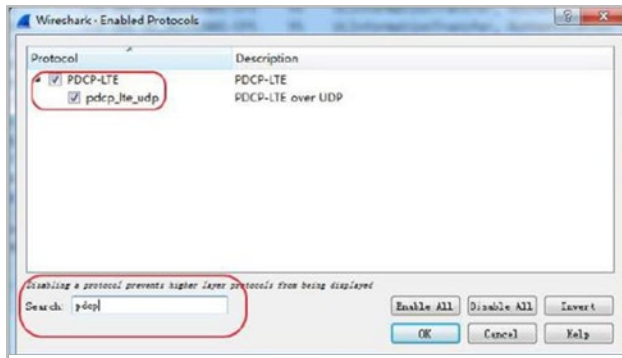 Wireshark · Enabled Protocols
Protocol Description
PDCP-LTE PDCP-LTE
pdcp_lte_udp PDCP-LTE over UDP
Disabling a protocol prevents higher layer protocols from being displayed
Search: pdcp
Enable All Disable All Invert
OK Cancel Help